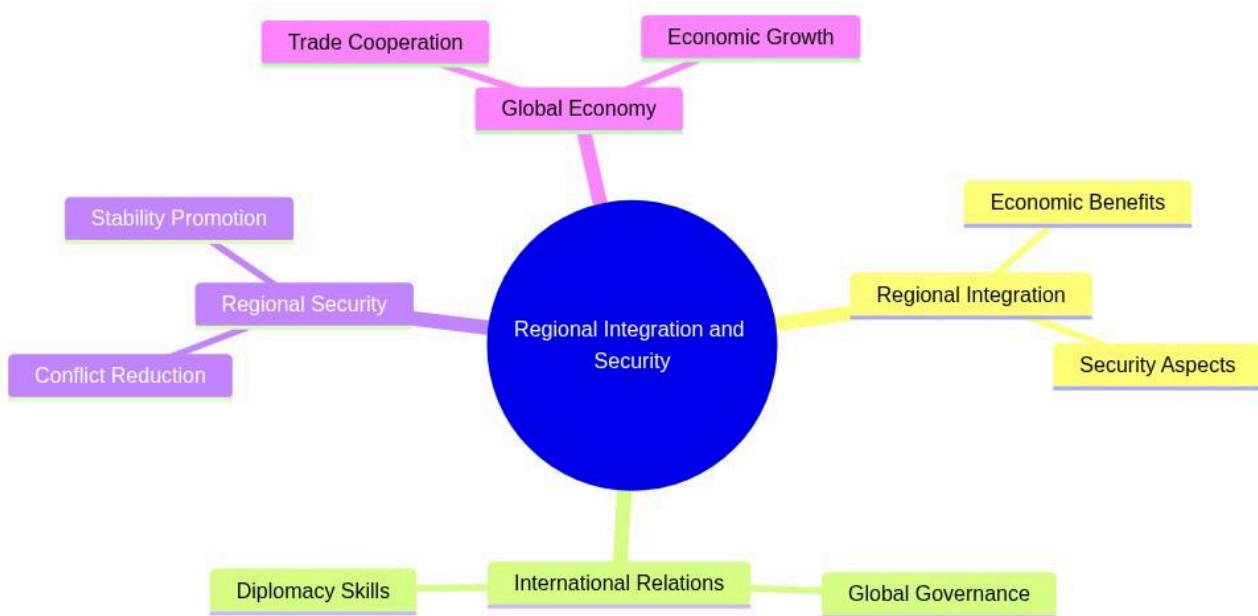 Trade Cooperation
Economic Growth
Global Economy
Stability Promotion
Economic Benefits
Regional Security
Regional Integration
Regional Integration and
Security
Conflict Reduction
Security Aspects
Diplomacy Skills
International Relations
Global Governance